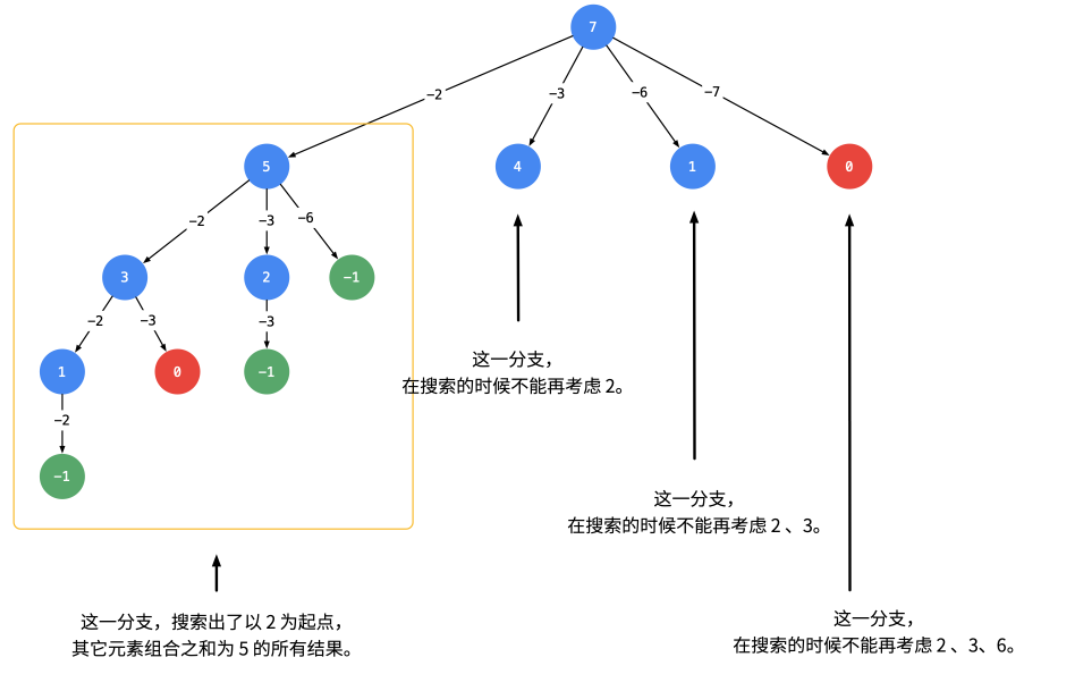 7
-2
-3
-6
-7
5
4
1
0
-2
-3
-6
3
2
-1
-2
-3
-3
1
0
-1
-2
-1
这一分支，
在搜索的时候不能再考虑 2。
这一分支，
在搜索的时候不能再考虑 2 、3。
这一分支，搜索出了以 2 为起点，
其它元素组合之和为 5 的所有结果。
这一分支，
在搜索的时候不能再考虑 2 、3、6。